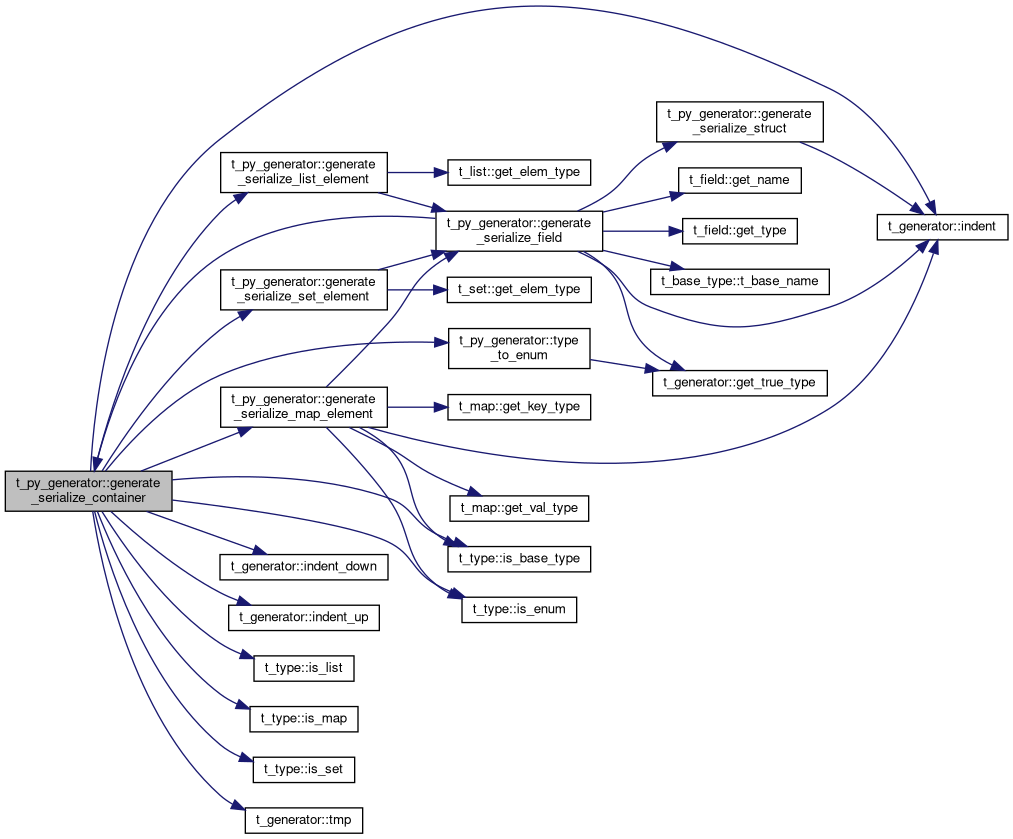 t_py_generator::generate
_serialize_container
t_py_generator::generate
_serialize_list_element
t_py_generator::generate
_serialize_set_element
t_py_generator::generate
_serialize_map_element
t_generator::indent_down
t_generator::indent_up
t_type::is_list
t_type::is_map
t_type::is_set
t_generator::tmp
t_list::get_elem_type
t_py_generator::generate
_serialize_field
t_set::get_elem_type
t_py_generator::type
_to_enum
t_map::get_key_type
t_map::get_val_type
t_type::is_base_type
t_type::is_enum
t_py_generator::generate
_serialize_struct
t_field::get_name
t_field::get_type
t_base_type::t_base_name
t_generator::get_true_type
t_generator::indent